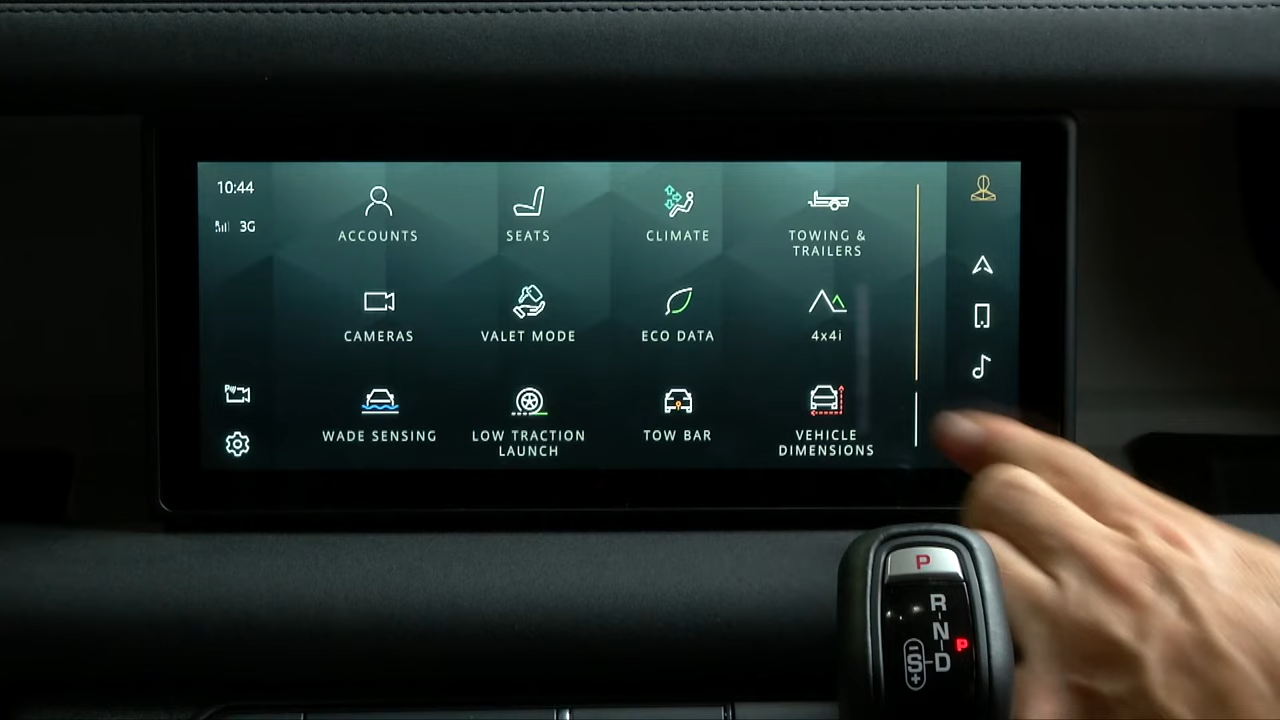 10:44
3G
ACCOUNTS
SEATS
CLIMATE
TOWING &
TRAILERS
CAMERAS
VALET MODE
ECO DATA
4x4i
WADE SENSING
LOW TRACTION
LAUNCH
TOW BAR
VEHICLE
DIMENSIONS
P
R
N
P
S
D